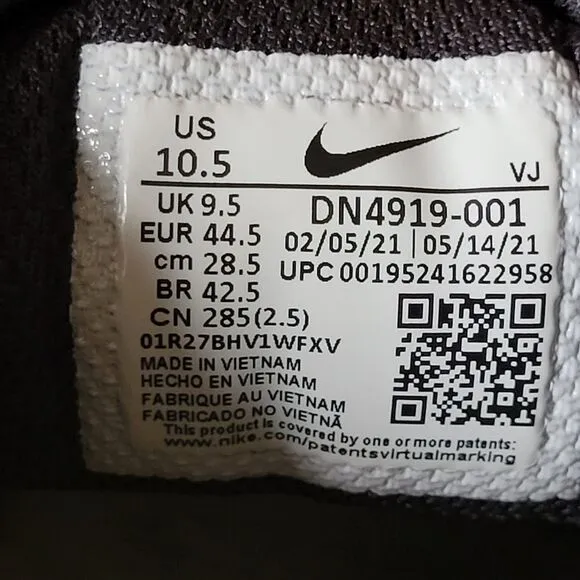 US
10.5
VJ
UK 9.5
DN4919-001
EUR 44.5
02/05/21 | 05/14/21
cm 28.5
UPC 00195241622958
BR 42.5
CN 285(2.5)
01R27BHV1WFXV
MADE IN VIETNAM
HECHO EN VIETNAM
FABRIQUE AU VIETNAM
FABRICADO NO VIETNÃ
This product is covered by one or more patents:
www.nike.com/patentsvirtualmarking